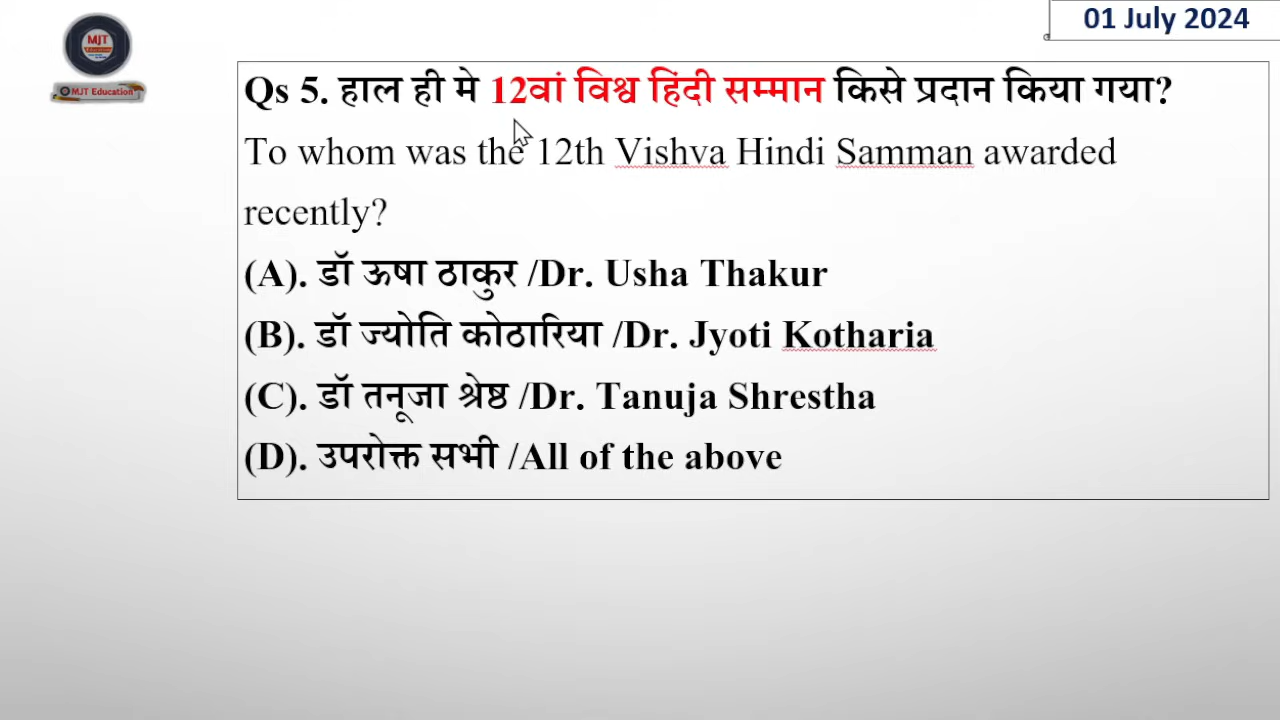 01 July 2024
MJT
Education
MJT Education
Qs 5. हाल ही मे 12वां विश्व हिंदी सम्मान किसे प्रदान किया गया?
To whom was the 12th Vishva Hindi Samman awarded
recently?
(A). डॉ ऊषा ठाकुर /Dr. Usha Thakur
(B). डॉ ज्योति कोठारिया /Dr. Jyoti Kotharia
(C). डॉ तनूजा श्रेष्ठ /Dr. Tanuja Shrestha
(D). उपरोक्त सभी /All of the above